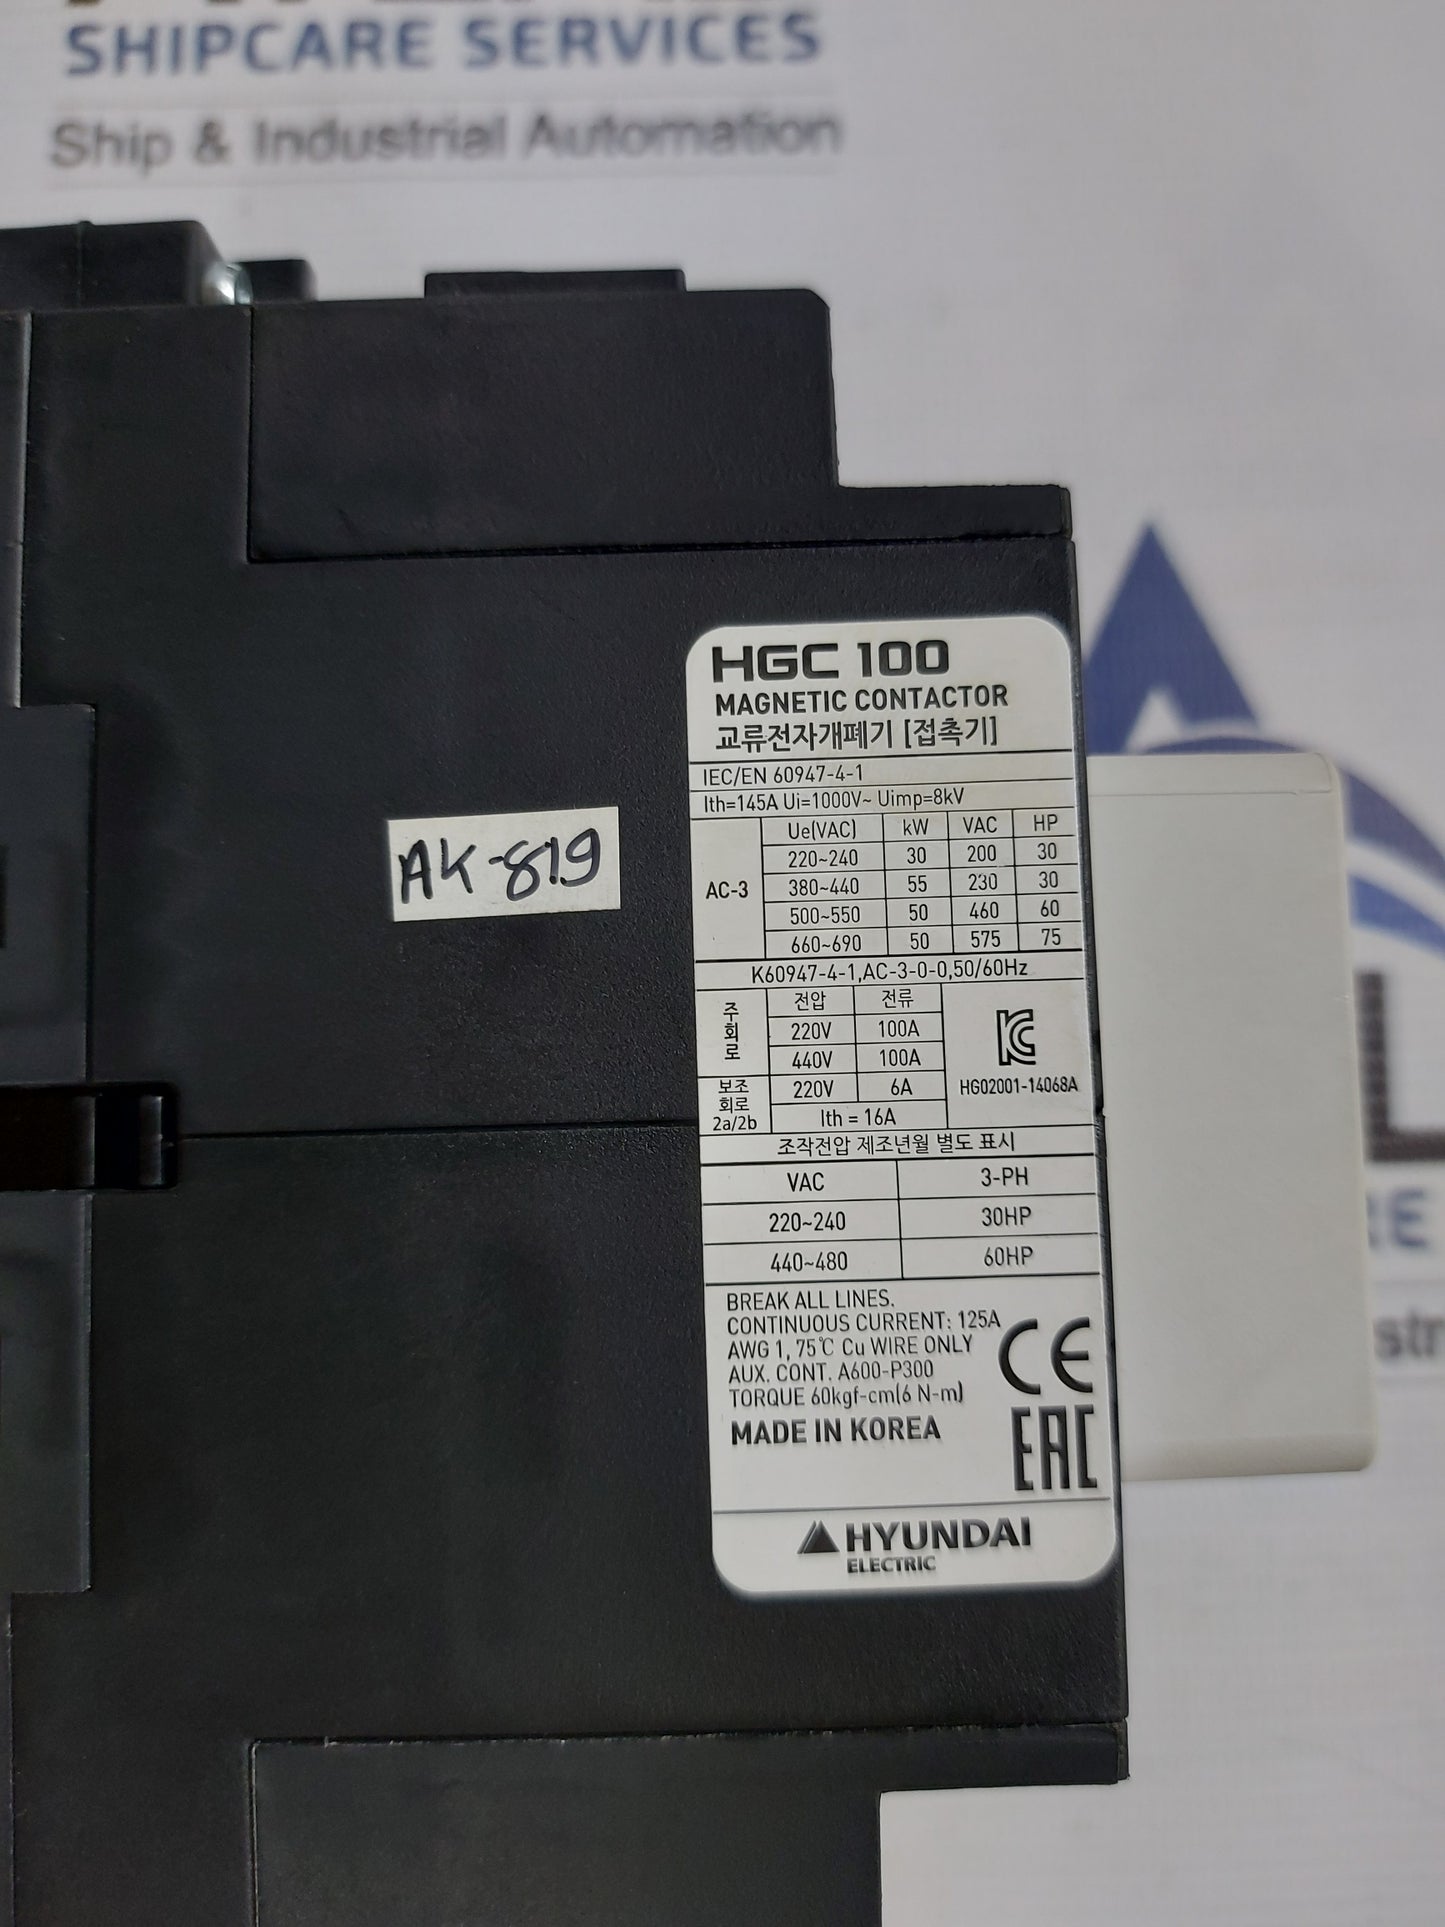 SHIPCARE SERVICES
Ship & Industrial Automation
AK-819
HGC 100
MAGNETIC CONTACTOR
교류전자개폐기 [접촉기]
IEC/EN 60947-4-1
Ith=145A Ui=1000V~ Uimp=8kV
AC-3
Ue(VAC) kW VAC HP
220~240 30 200 30
380~440 55 230 30
500~550 50 460 60
660~690 50 575 75
K60947-4-1,AC-3-0-0,50/60Hz
주회로
전압 전류
220V 100A
440V 100A
보조
회로
2a/2b
220V 6A
Ith = 16A
KC
HG02001-14068A
조작전압 제조년월 별도 표시
VAC 3-PH
220~240 30HP
440~480 60HP
BREAK ALL LINES.
CONTINUOUS CURRENT: 125A
AWG 1, 75℃ Cu WIRE ONLY
AUX. CONT. A600-P300
TORQUE 60kgf-cm(6 N-m)
MADE IN KOREA
CE
EAC
HYUNDAI
ELECTRIC